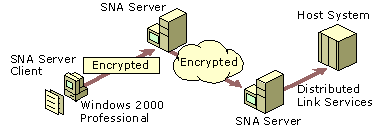 SNA Server
Host System
SNA Server
Client
Encrypted
Encrypted
Windows 2000
Professional
SNA Server
Distributed
Link Services